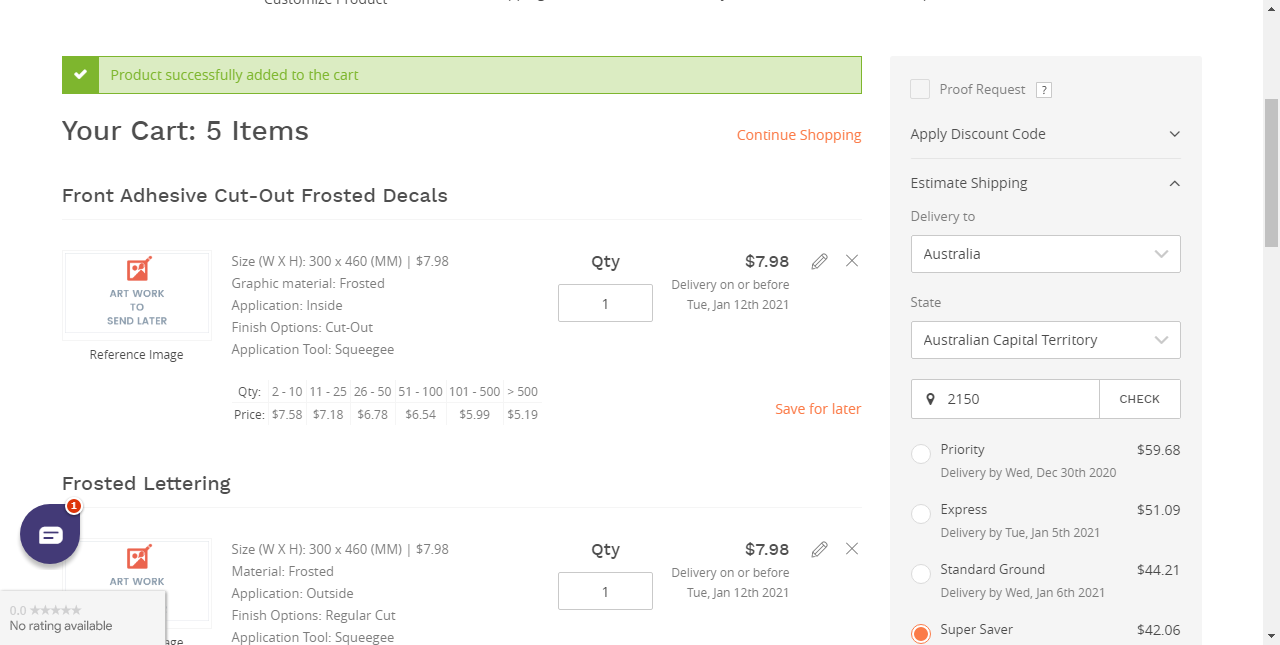 Customize Product
Product successfully added to the cart
Your Cart: 5 Items
Continue Shopping
Front Adhesive Cut-Out Frosted Decals
ART WORK
TO
SEND LATER
Reference Image
Size (W X H): 300 x 460 (MM) | $7.98
Graphic material: Frosted
Application: Inside
Finish Options: Cut-Out
Application Tool: Squeegee
Qty
1
$7.98
Delivery on or before
Tue, Jan 12th 2021
Qty: 2 - 10 11 - 25 26 - 50 51 - 100 101 - 500 > 500
Price: $7.58 $7.18 $6.78 $6.54 $5.99 $5.19
Save for later
Frosted Lettering
1
ART WORK
Size (W X H): 300 x 460 (MM) | $7.98
Material: Frosted
Application: Outside
Finish Options: Regular Cut
Application Tool: Squeegee
Qty
1
$7.98
Delivery on or before
Tue, Jan 12th 2021
0.0 ★★★★★
No rating available
Proof Request ?
Apply Discount Code
Estimate Shipping
Delivery to
Australia
State
Australian Capital Territory
2150 CHECK
Priority $59.68
Delivery by Wed, Dec 30th 2020
Express $51.09
Delivery by Tue, Jan 5th 2021
Standard Ground $44.21
Delivery by Wed, Jan 6th 2021
Super Saver $42.06